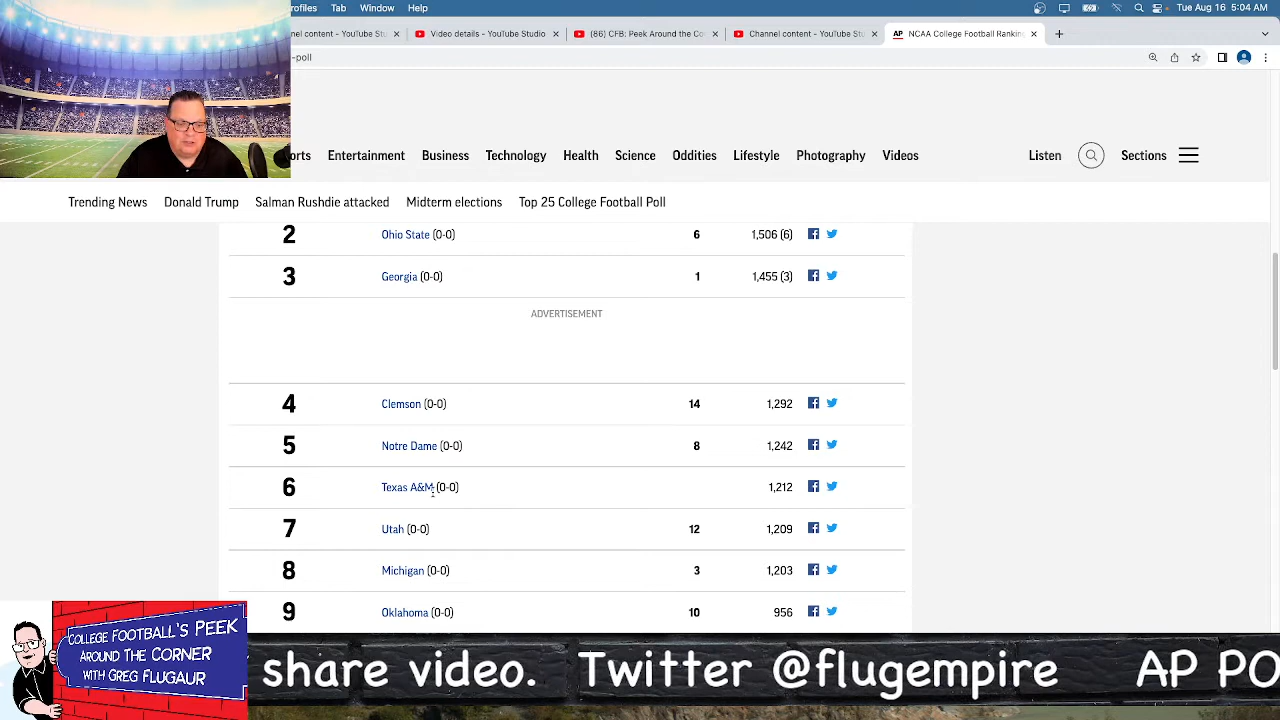 rofiles Tab Window Help Tue Aug 16 5:04 AM
nnel content - YouTube St Video details - YouTube Studio (86) CFB: Peek Around the Co Channel content - YouTube Stu AP NCAA College Football Ranking
-poll
orts Entertainment Business Technology Health Science Oddities Lifestyle Photography Videos Listen Sections
Trending News Donald Trump Salman Rushdie attacked Midterm elections Top 25 College Football Poll
2 Ohio State (0-0) 6 1,506 (6)
3 Georgia (0-0) 1 1,455 (3)
ADVERTISEMENT
4 Clemson (0-0) 14 1,292
5 Notre Dame (0-0) 8 1,242
6 Texas A&M (0-0) 1,212
7 Utah (0-0) 12 1,209
8 Michigan (0-0) 3 1,203
9 Oklahoma (0-0) 10 956
COLLEGE FOOTBALL'S PEEK
AROUND THE CORNER
WITH GREG FLUGAUR
share video. Twitter @flugempire AP PO